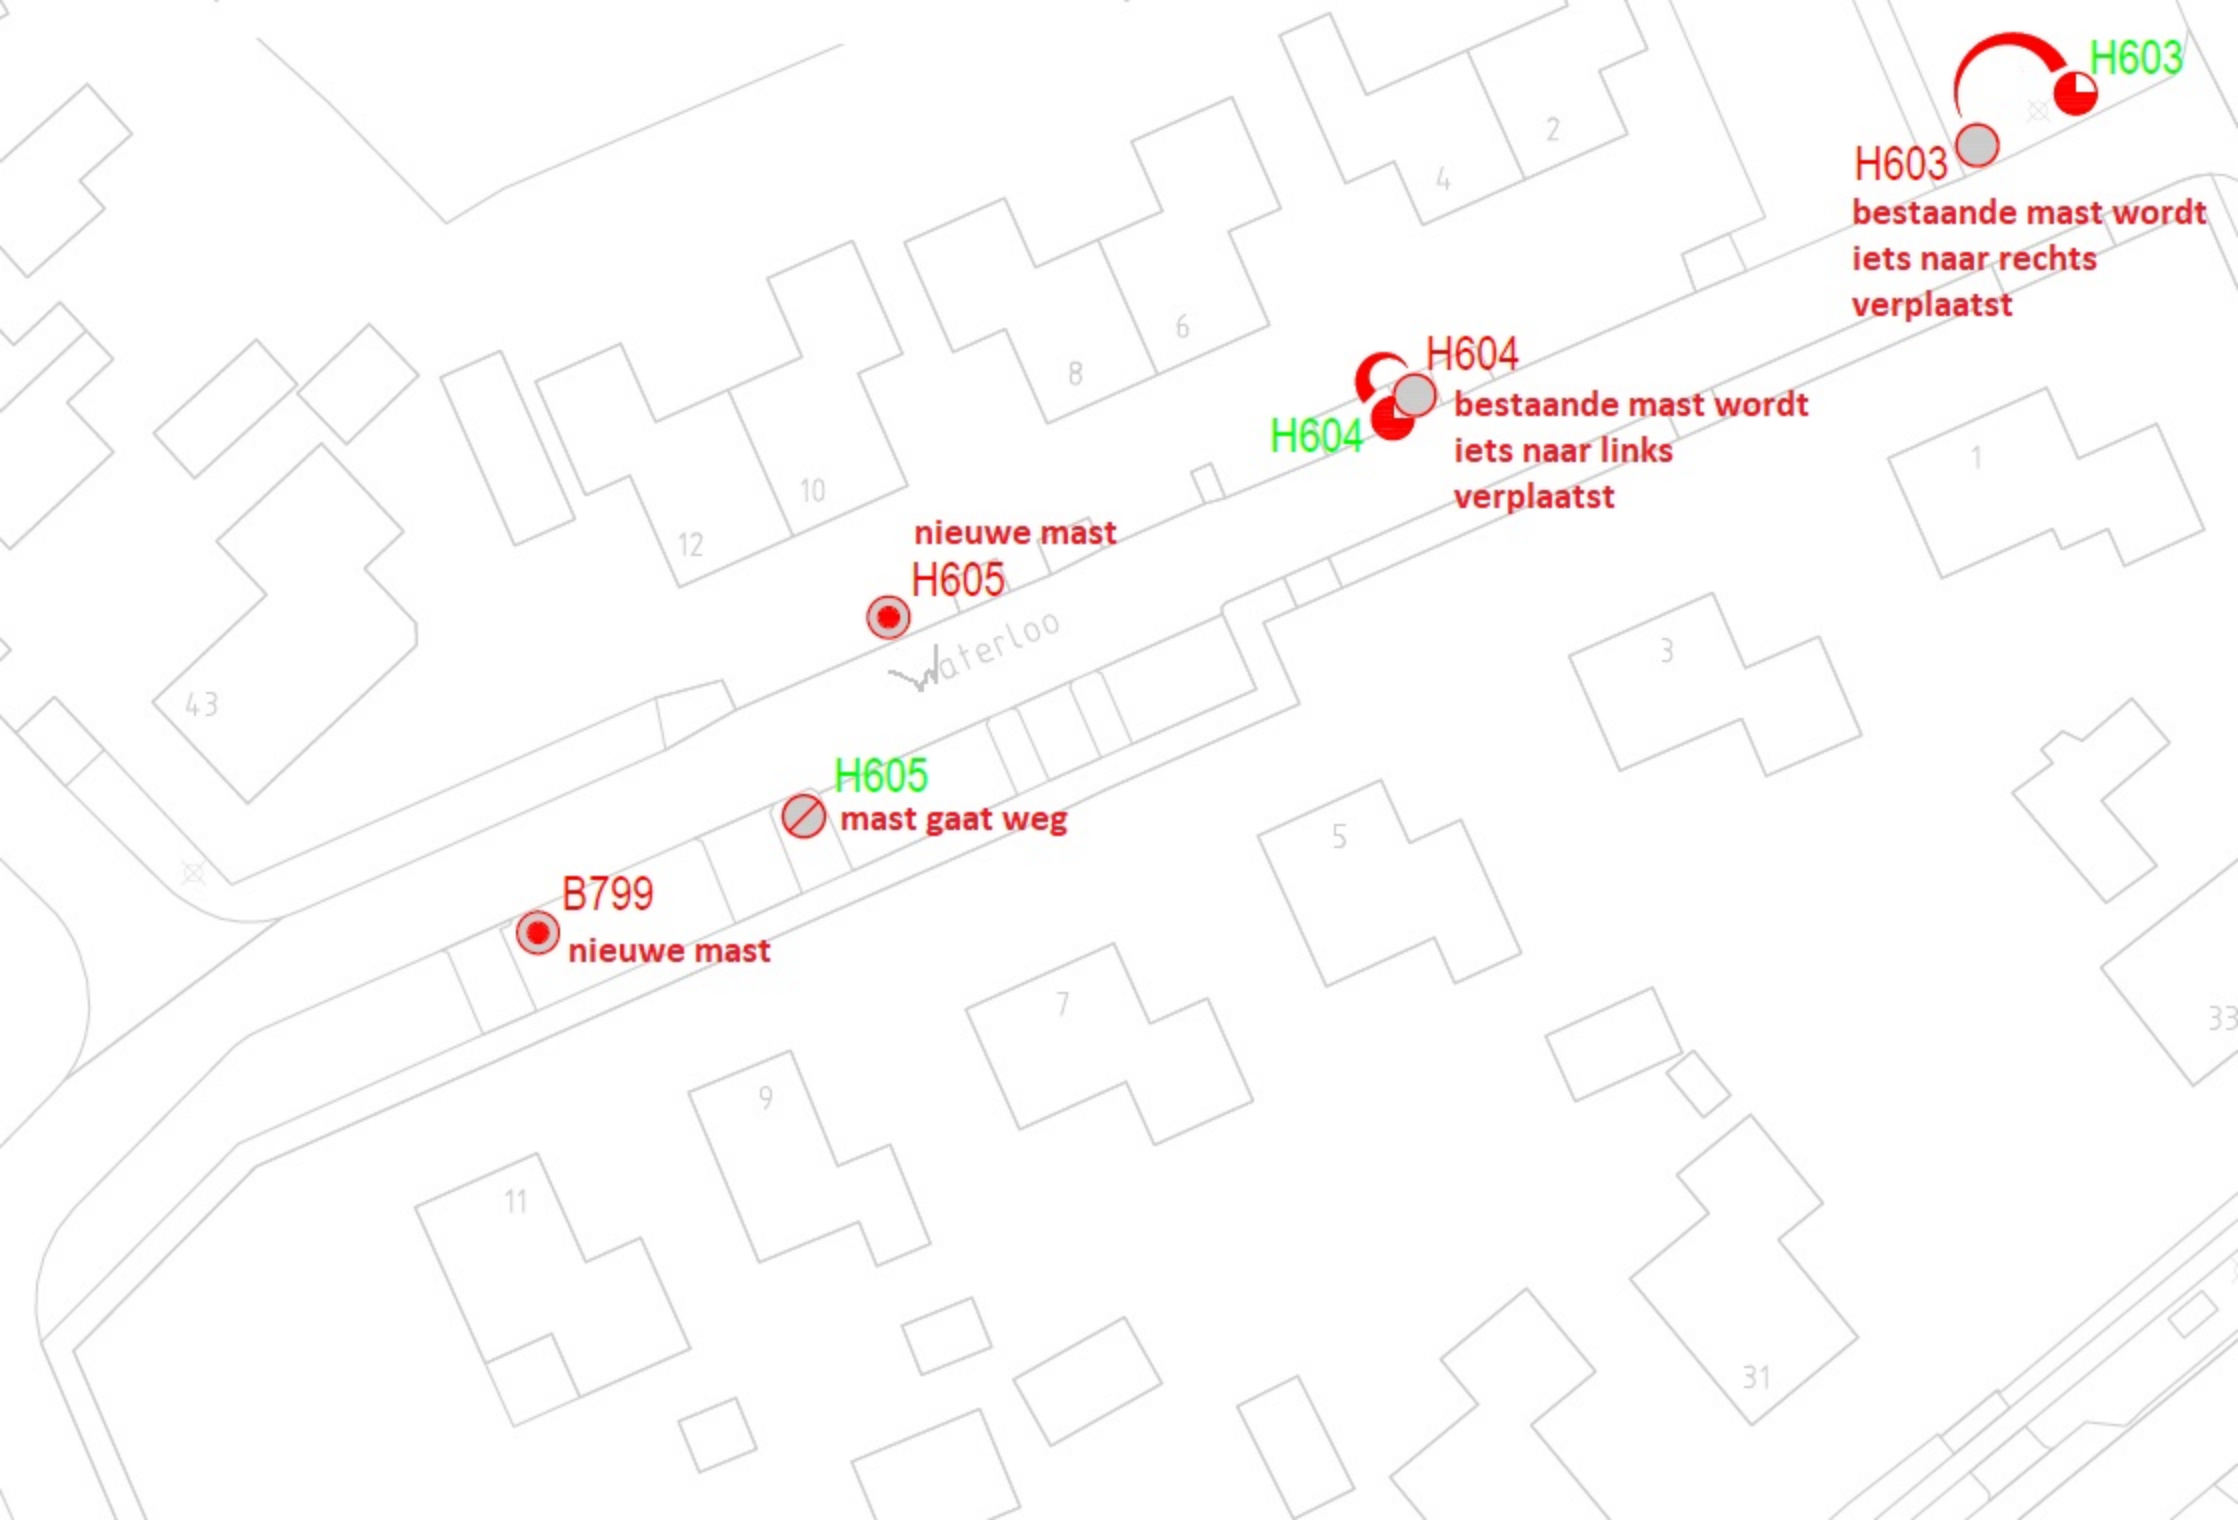 H603
H603
bestaande mast wordt
iets naar rechts
verplaatst
2
4
H604
bestaande mast wordt
iets naar links
verplaatst
H604
6
8
1
10
12
nieuwe mast
H605
Waterloo
3
43
H605
mast gaat weg
5
B799
nieuwe mast
7
33
9
11
31